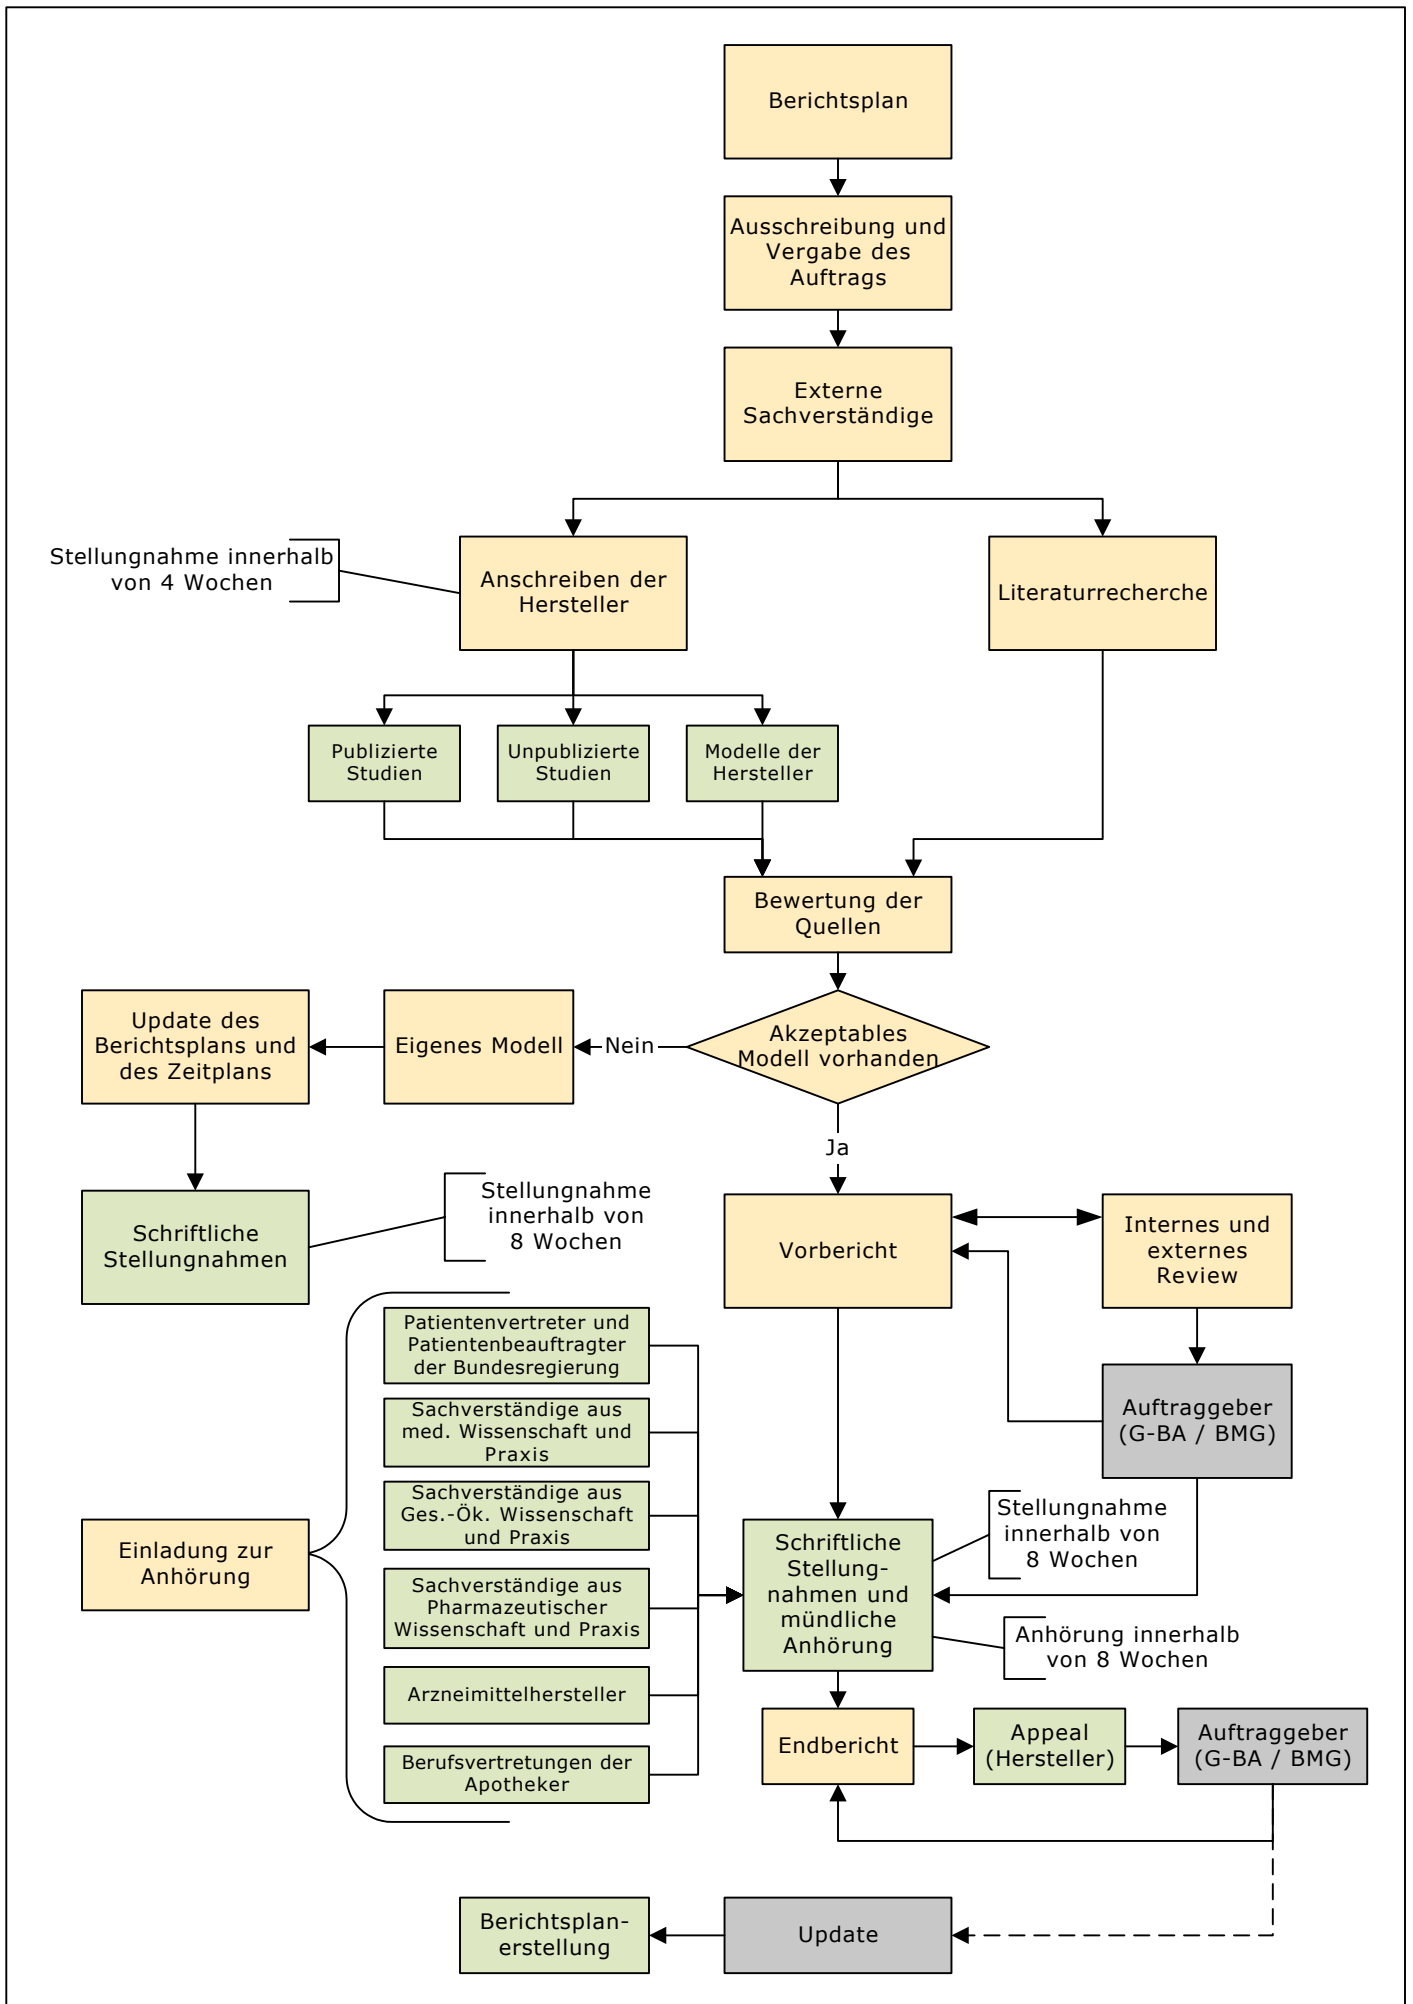 Berichtsplan
Ausschreibung und
Vergabe des
Auftrags
Externe
Sachverständige
Stellungnahme innerhalb
von 4 Wochen
Anschreiben der
Hersteller
Literaturrecherche
Publizierte
Studien
Unpublizierte
Studien
Modelle der
Hersteller
Bewertung der
Quellen
Update des
Berichtsplans und
des Zeitplans
Eigenes Modell
Nein
Akzeptables
Modell vorhanden
Ja
Schriftliche
Stellungnahmen
Stellungnahme
innerhalb von
8 Wochen
Vorbericht
Internes und
externes
Review
Auftraggeber
(G-BA / BMG)
Einladung zur
Anhörung
Patientenvertreter und
Patientenbeauftragter
der Bundesregierung
Sachverständige aus
med. Wissenschaft und
Praxis
Sachverständige aus
Ges.-Ök. Wissenschaft
und Praxis
Sachverständige aus
Pharmazeutischer
Wissenschaft und Praxis
Arzneimittelhersteller
Berufsvertretungen der
Apotheker
Schriftliche
Stellung-
nahmen und
mündliche
Anhörung
Stellungnahme
innerhalb von
8 Wochen
Anhörung innerhalb
von 8 Wochen
Endbericht
Appeal
(Hersteller)
Auftraggeber
(G-BA / BMG)
Berichtsplan-
erstellung
Update